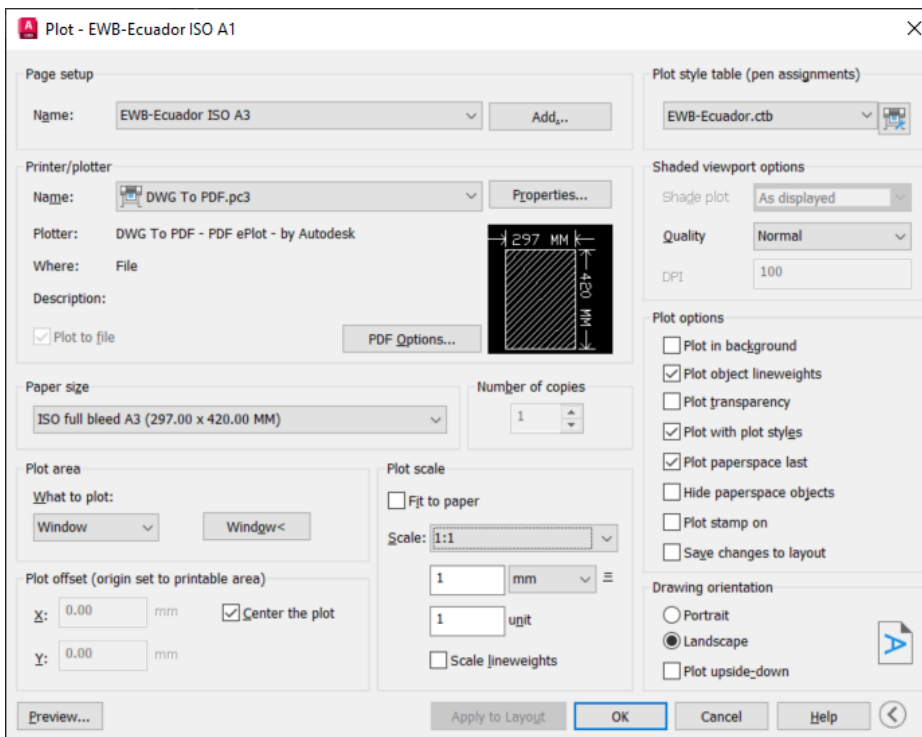 Plot - EWB-Ecuador ISO A1
Page setup
Name: EWB-Ecuador ISO A3 Add...
Printer/plotter
Name: DWG To PDF.pc3 Properties...
Plotter: DWG To PDF - PDF ePlot - by Autodesk
Where: File
Description:
Plot to file PDF Options...
297 MM
420 MM
Paper size
ISO full bleed A3 (297.00 x 420.00 MM)
Number of copies
1
Plot area
What to plot:
Window Window<
Plot offset (origin set to printable area)
X: 0.00 mm Center the plot
Y: 0.00 mm
Plot scale
Fit to paper
Scale: 1:1
1 mm =
1 unit
Scale lineweights
Plot style table (pen assignments)
EWB-Ecuador.ctb
Shaded viewport options
Shade plot As displayed
Quality Normal
DPI 100
Plot options
Plot in background
Plot object lineweights
Plot transparency
Plot with plot styles
Plot paperspace last
Hide paperspace objects
Plot stamp on
Save changes to layout
Drawing orientation
Portrait
Landscape
Plot upside-down
A
Preview... Apply to Layout OK Cancel Help